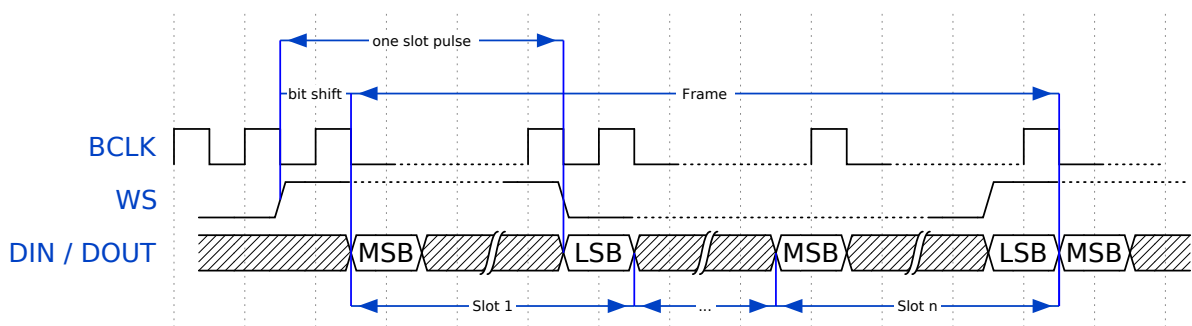 one slot pulse
bit shift
Frame
BCLK
WS
DIN / DOUT
MSB
LSB
MSB
LSB
MSB
Slot 1
...
Slot n